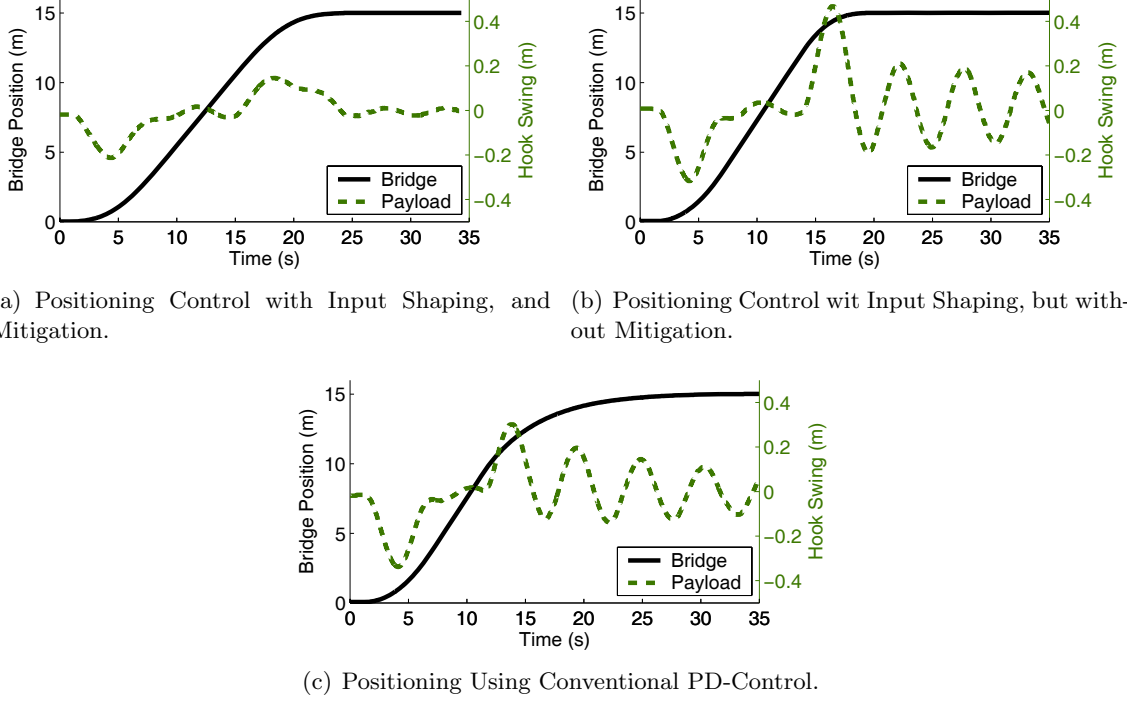 15
10
5
0
Bridge Position (m)
0.4
0.2
0
−0.2
−0.4
Hook Swing (m)
Bridge
Payload
0 5 10 15 20 25 30 35
Time (s)
15
10
5
0
Bridge Position (m)
0.4
0.2
0
−0.2
−0.4
Hook Swing (m)
Bridge
Payload
0 5 10 15 20 25 30 35
Time (s)
a) Positioning Control with Input Shaping, and
Mitigation.
(b) Positioning Control wit Input Shaping, but with-
out Mitigation.
15
10
5
0
Bridge Position (m)
0.4
0.2
0
−0.2
−0.4
Hook Swing (m)
Bridge
Payload
0 5 10 15 20 25 30 35
Time (s)
(c) Positioning Using Conventional PD-Control.